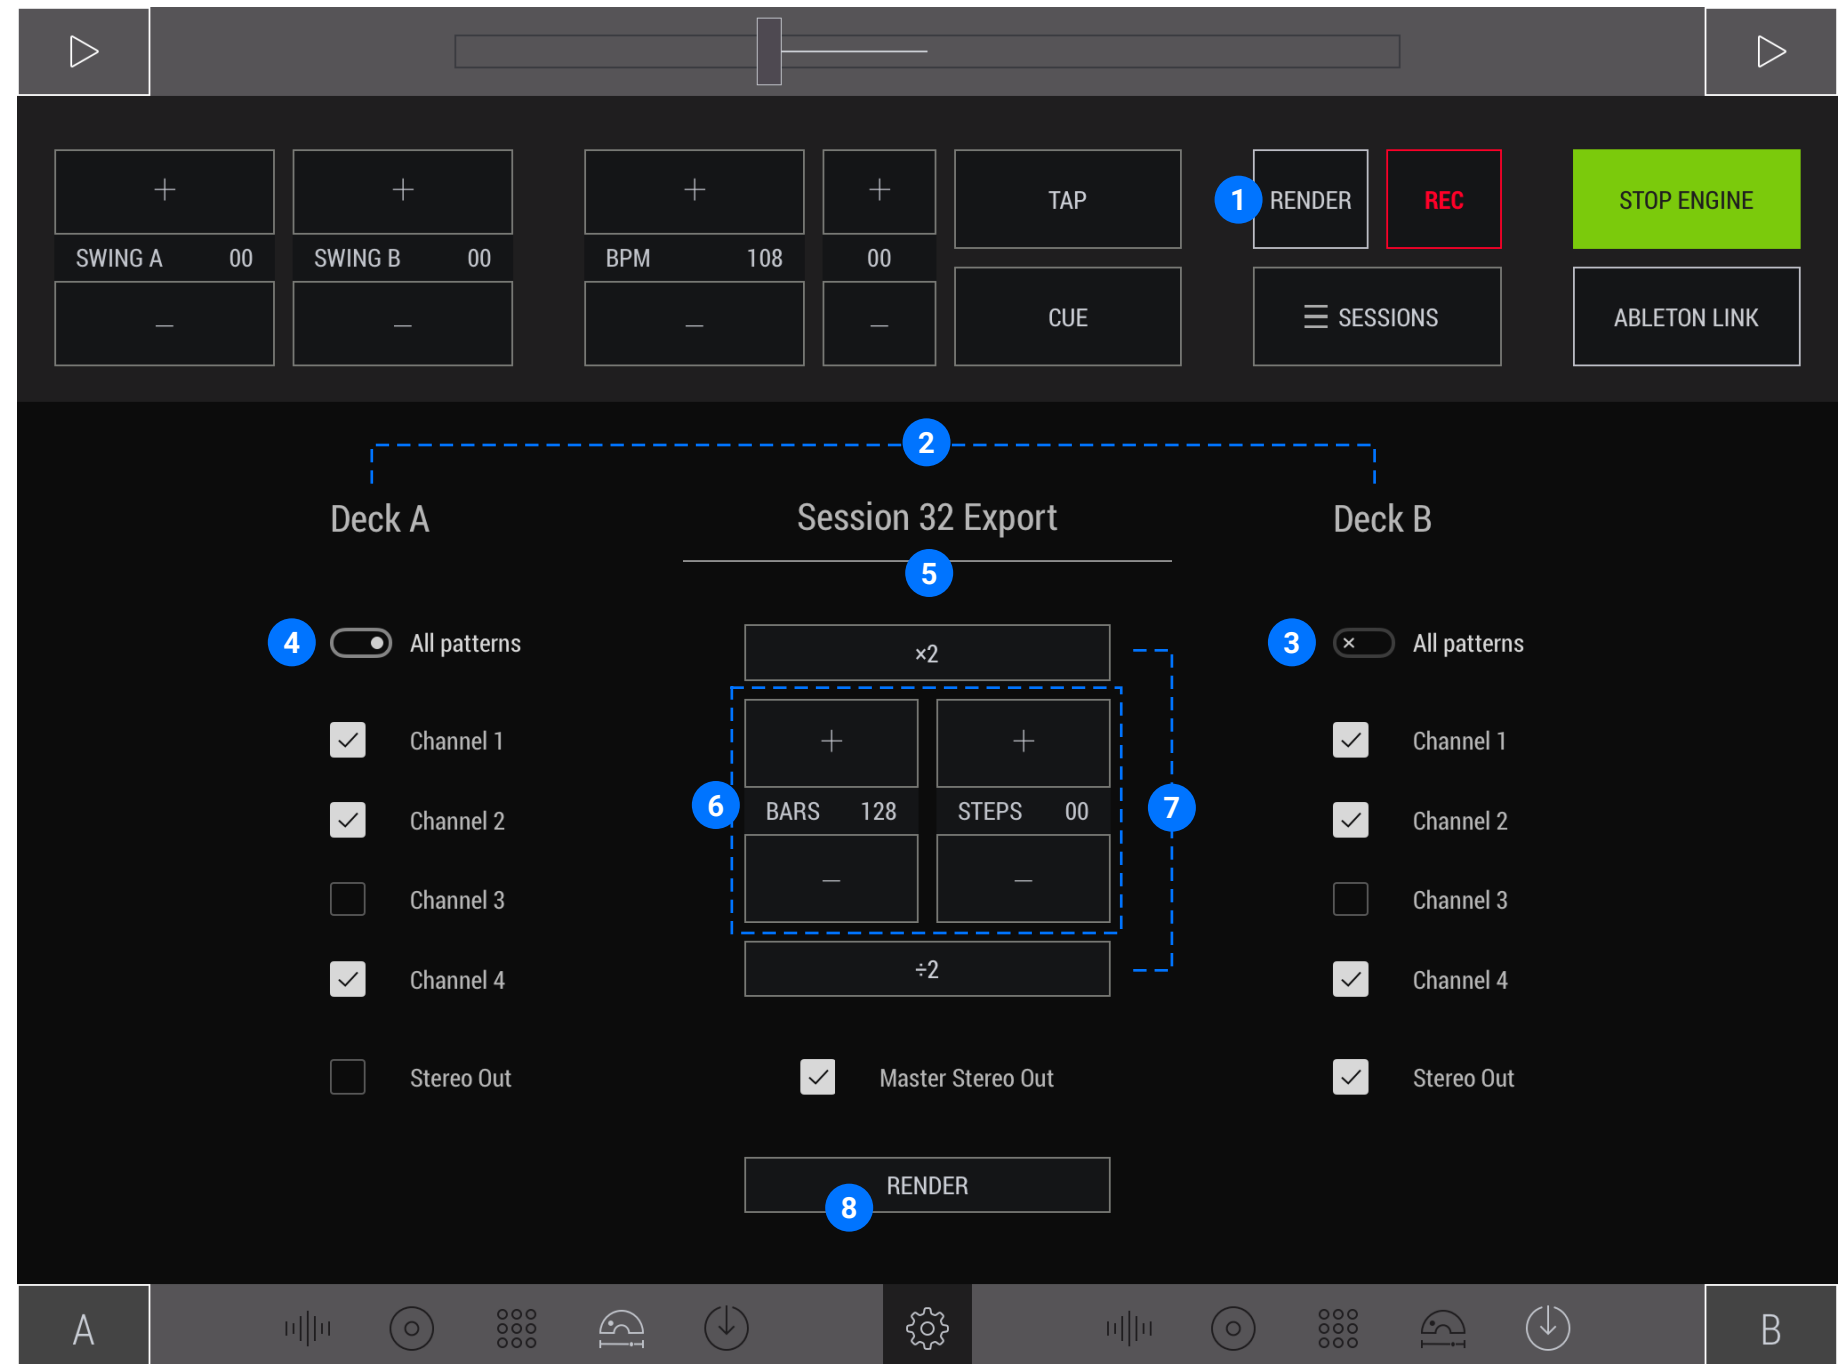 + + + +
TAP
1 RENDER
REC
STOP ENGINE
SWING A 00
SWING B 00
BPM 108
00
− − − −
CUE
SESSIONS
ABLETON LINK
2
Deck A
Session 32 Export
Deck B
5
4 All patterns
×2
3 × All patterns
Channel 1
+ +
Channel 1
6 BARS 128
STEPS 00
7
Channel 2
Channel 2
− −
Channel 3
Channel 3
÷2
Channel 4
Channel 4
Stereo Out
Master Stereo Out
Stereo Out
RENDER
8
A
B